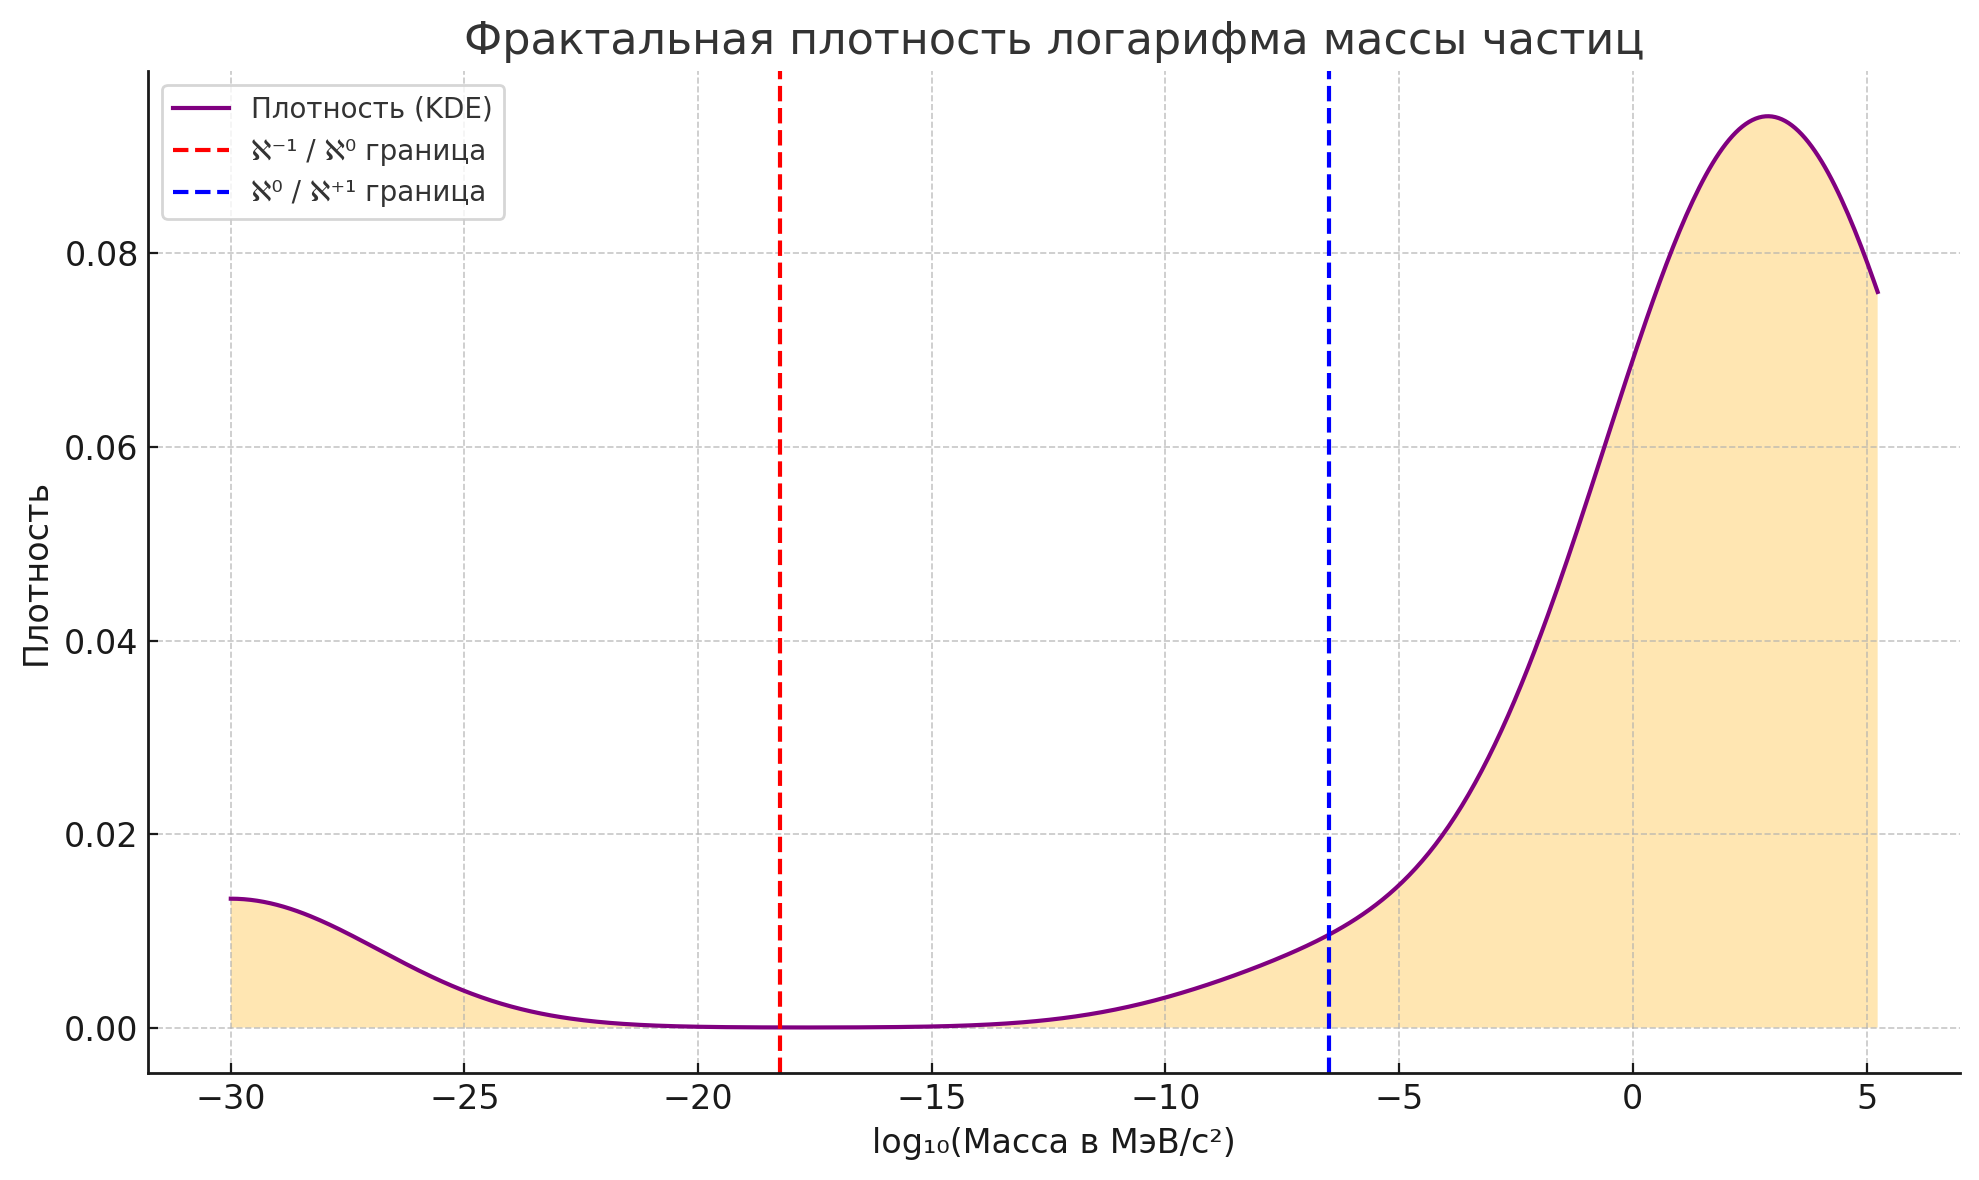 Фрактальная плотность логарифма массы частиц
Плотность (KDE)
ℵ⁻¹ / ℵ⁰ граница
ℵ⁰ / ℵ⁺¹ граница
Плотность
0.08
0.06
0.04
0.02
0.00
−30 −25 −20 −15 −10 −5 0 5
log₁₀(Масса в МэВ/c²)